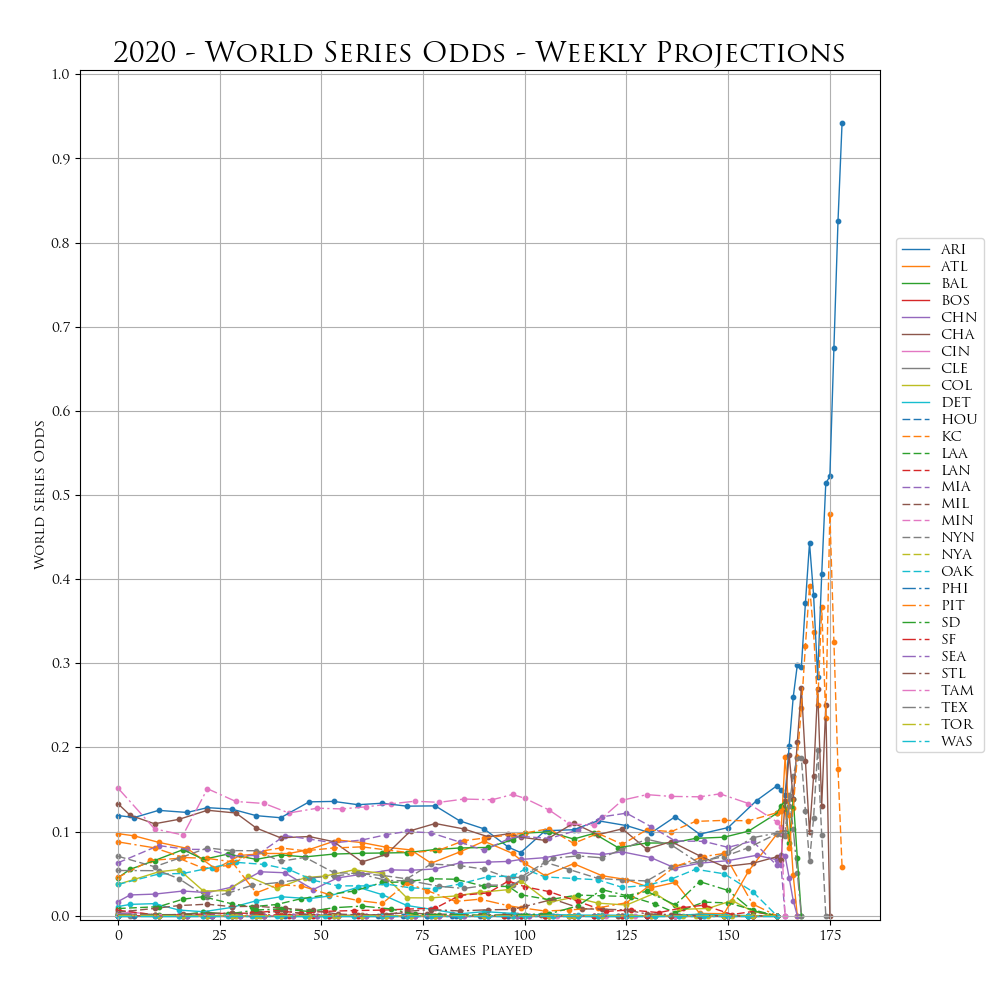 2020 - World Series Odds - Weekly Projections
1.0
0.9
0.8
0.7
0.6
0.5
0.4
0.3
0.2
0.1
0.0
World Series Odds
0 25 50 75 100 125 150 175
Games Played
ARI
ATL
BAL
BOS
CHN
CHA
CIN
CLE
COL
DET
HOU
KC
LAA
LAN
MIA
MIL
MIN
NYN
NYA
OAK
PHI
PIT
SD
SF
SEA
STL
TAM
TEX
TOR
WAS